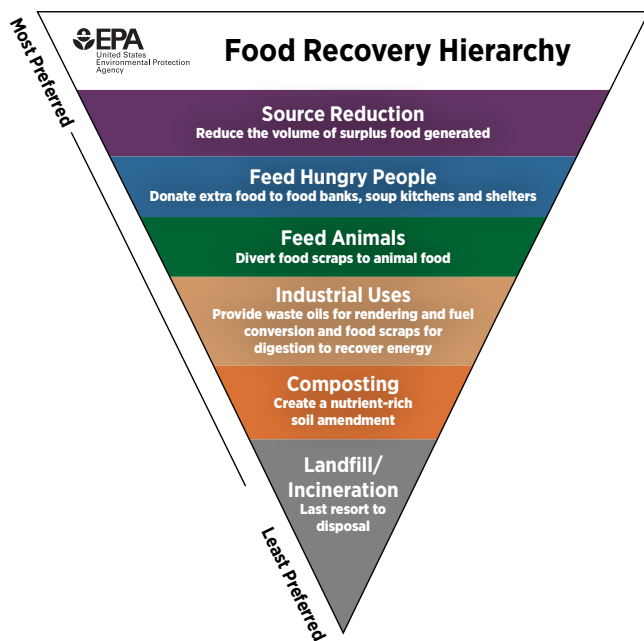 Most Preferred
EPA
United States
Environmental Protection
Agency
Food Recovery Hierarchy
Source Reduction
Reduce the volume of surplus food generated
Feed Hungry People
Donate extra food to food banks, soup kitchens and shelters
Feed Animals
Divert food scraps to animal food
Industrial Uses
Provide waste oils for rendering and fuel
conversion and food scraps for
digestion to recover energy
Composting
Create a nutrient-rich
soil amendment
Landfill/
Incineration
Last resort to
disposal
Least Preferred